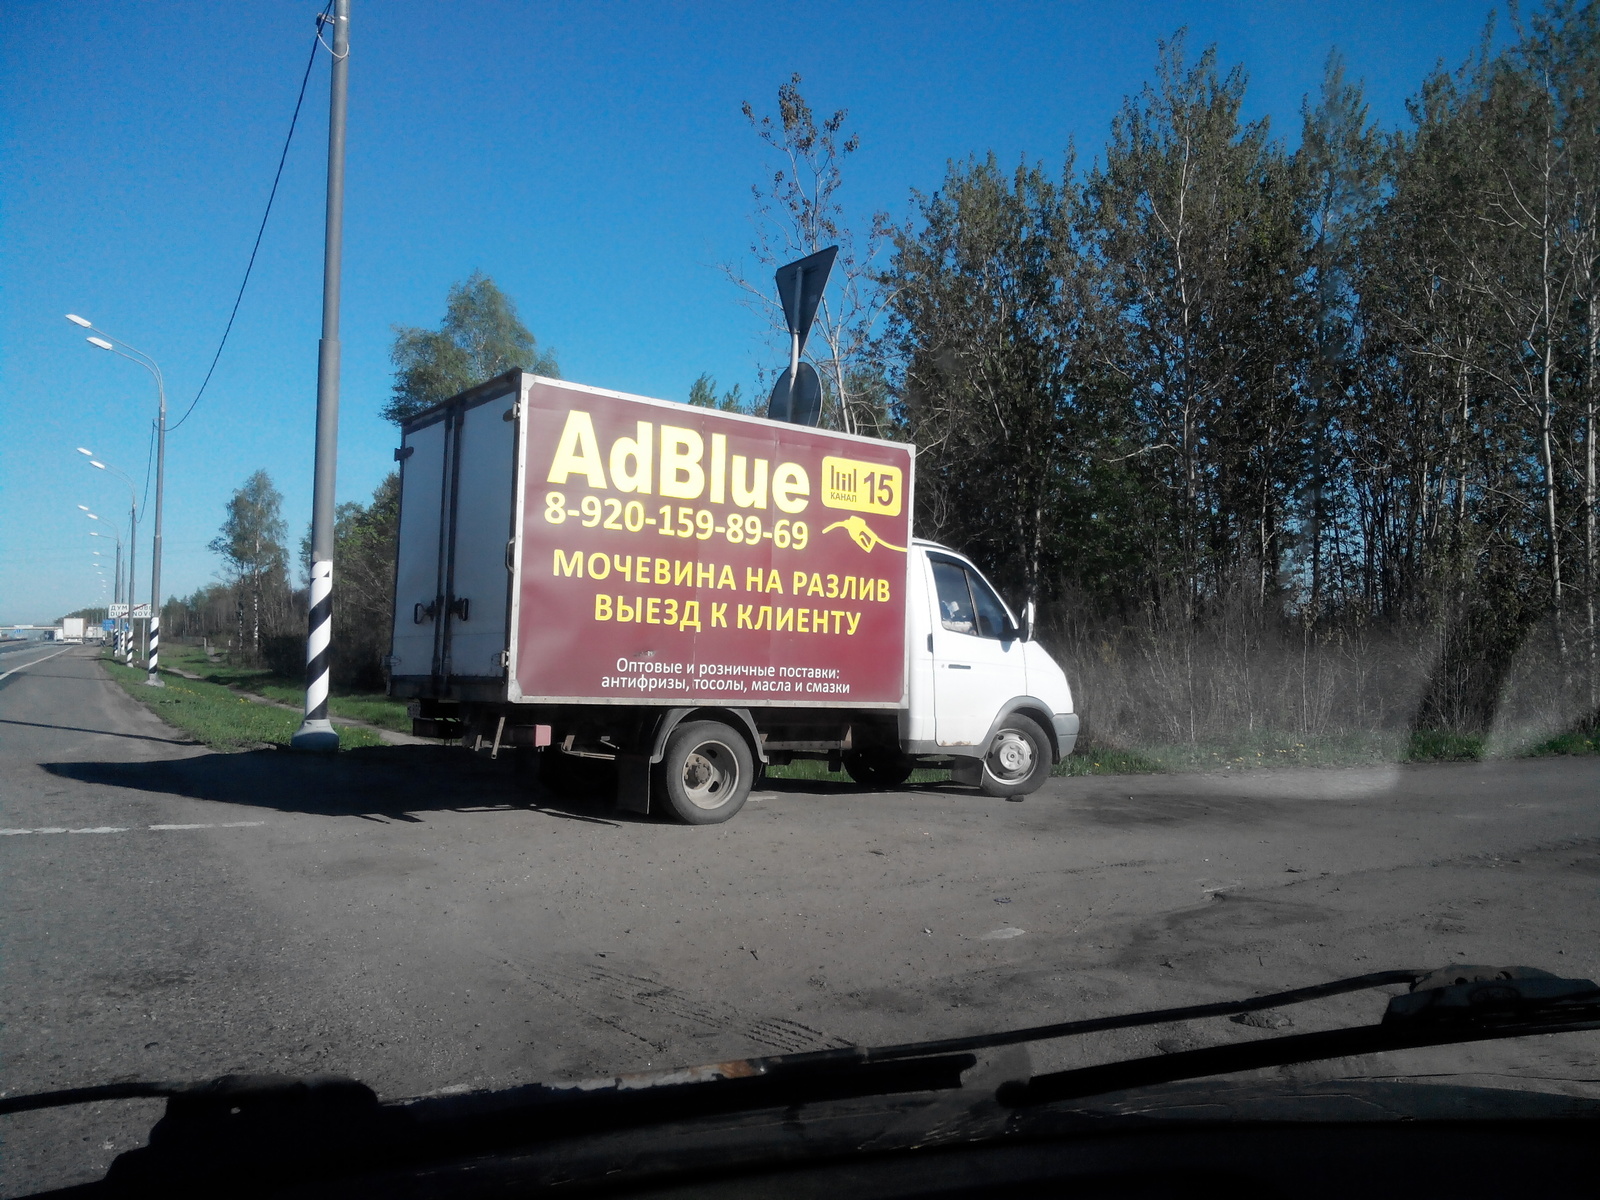 AdBlue
КАНАЛ 15
8-920-159-89-69
МОЧЕВИНА НА РАЗЛИВ
ВЫЕЗД К КЛИЕНТУ
Оптовые и розничные поставки:
антифризы, тосолы, масла и смазки